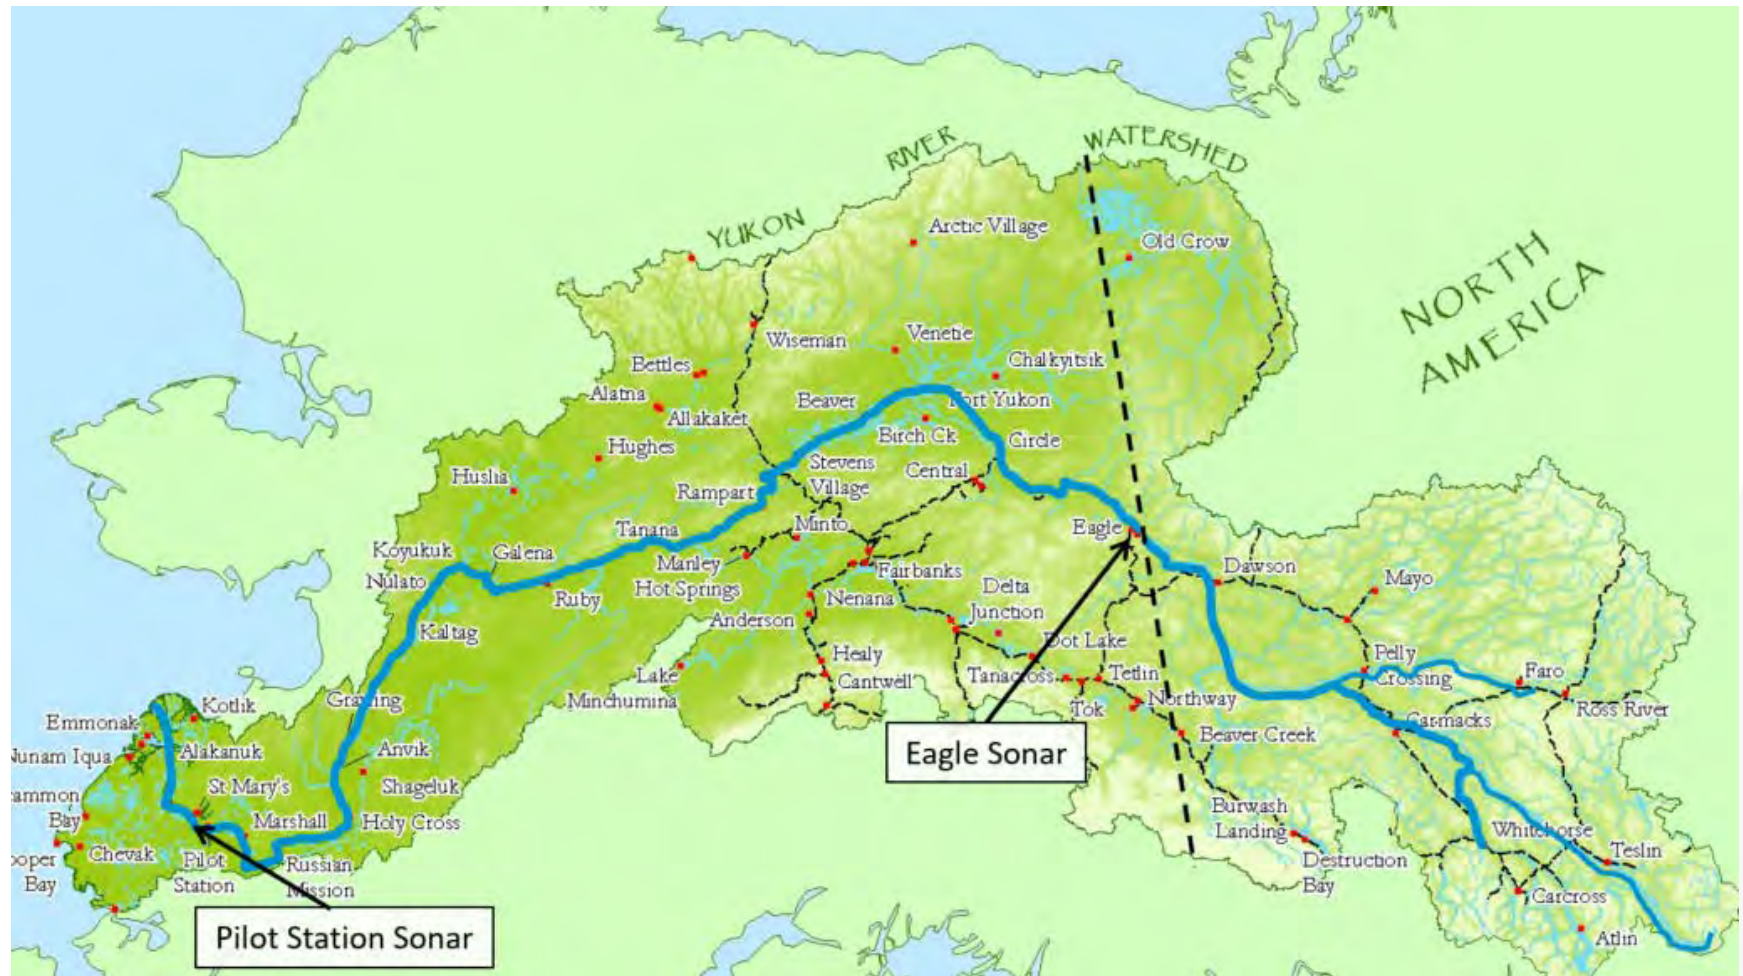 YUKON
RIVER
WATERSHED
NORTH
AMERICA
Arctic Village
Old Crow
Wiseman
Venetie
Chalkyitsik
Bettles
Alatna
Allakaket
Beaver
Fort Yukon
Birch Ck
Circle
Hughes
Huslia
Stevens
Village
Central
Rampart
Tanana
Minto
Eagle
Koyukuk
Galena
Nulato
Ruby
Manley
Hot Springs
Fairbanks
Dawson
Mayo
Kaltag
Anderson
Nenana
Delta
Junction
Dot Lake
Healy
Cantwell
Lake
Minchumina
Tanacross
Tetlin
Tok
Northway
Pelly
Crossing
Faro
Ross River
Carmacks
Beaver Creek
Emmonak
Kotlik
Nunam Iqua
Alakanuk
Grayling
Anvik
Shageluk
St Mary's
Marshall
Holy Cross
ammon
Bay
Chevak
ooper
Bay
Pilot
Station
Russian
Mission
Eagle Sonar
Pilot Station Sonar
Burwash
Landing
Destruction
Bay
Whitehorse
Teslin
Carcross
Atlin